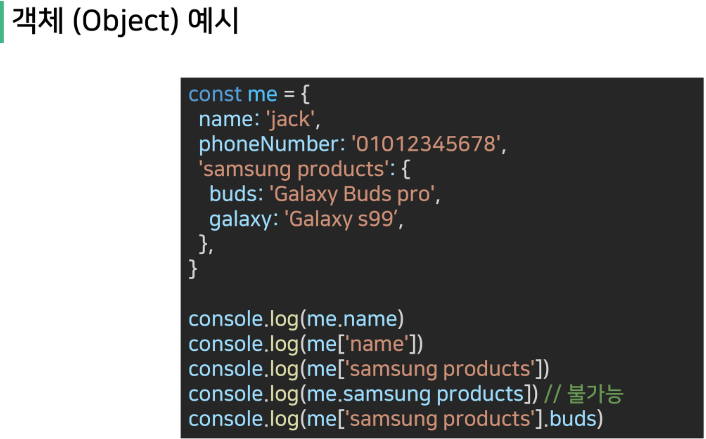 객체 (Object) 예시
const me = {
  name: 'jack',
  phoneNumber: '01012345678',
  'samsung products': {
    buds: 'Galaxy Buds pro',
    galaxy: 'Galaxy s99’,
  },
}

console.log(me.name)
console.log(me['name'])
console.log(me['samsung products'])
console.log(me.samsung products]) // 불가능
console.log(me['samsung products'].buds)